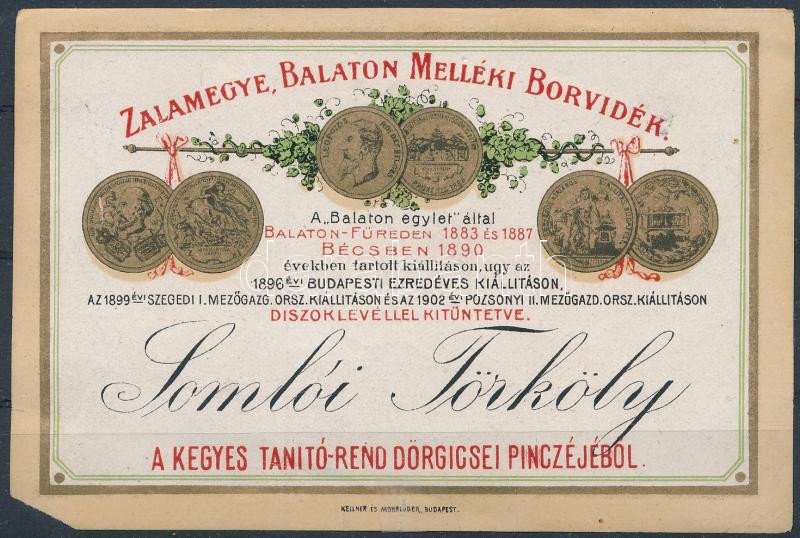 ZALAMEGYE, BALATON MELLÉKI BORVIDÉK.
A „Balaton egylet" által
BALATON-FÜREDEN 1883 ÉS 1887
BÉCSBEN 1890
években tartott kiállitáson, ugy az
1896 ÉVI BUDAPESTI EZREDÉVES KIÁLLITÁSON,
AZ 1899 ÉVI SZEGEDI I. MEZŐGAZG. ORSZ. KIÁLLITÁSON ÉS AZ 1902 ÉVI POZSONYI II. MEZŐGAZD. ORSZ. KIÁLLITÁSON
DISZOKLEVÉLLEL KITÜNTETVE.
Somlói Törköly
A KEGYES TANITÓ-REND DÖRGICSEI PINCZÉJÉBŐL.
KELLNER ÉS MOHRLÜDER, BUDAPEST.